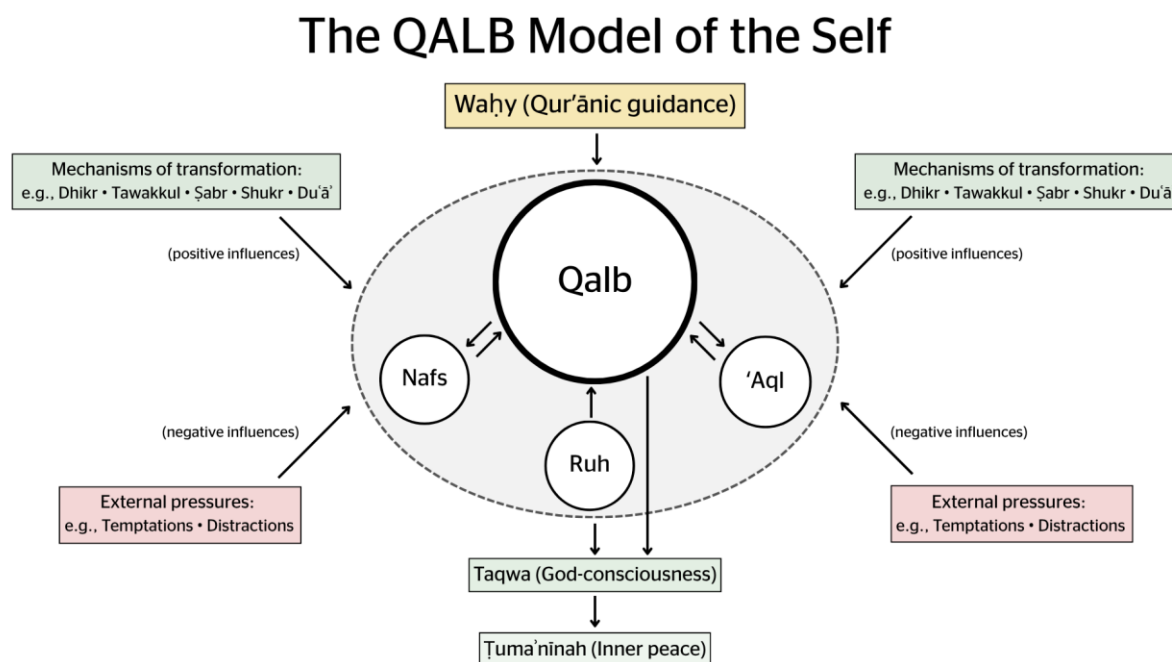 The QALB Model of the Self
Waḥy (Qur’ānic guidance)
Mechanisms of transformation:
e.g., Dhikr • Tawakkul • Ṣabr • Shukr • Du‘ā’
Mechanisms of transformation:
e.g., Dhikr • Tawakkul • Ṣabr • Shukr • Du‘ā’
(positive influences)
(positive influences)
Qalb
Nafs
‘Aql
Ruh
(negative influences)
(negative influences)
External pressures:
e.g., Temptations • Distractions
External pressures:
e.g., Temptations • Distractions
Taqwa (God-consciousness)
Ṭuma’nīnah (Inner peace)